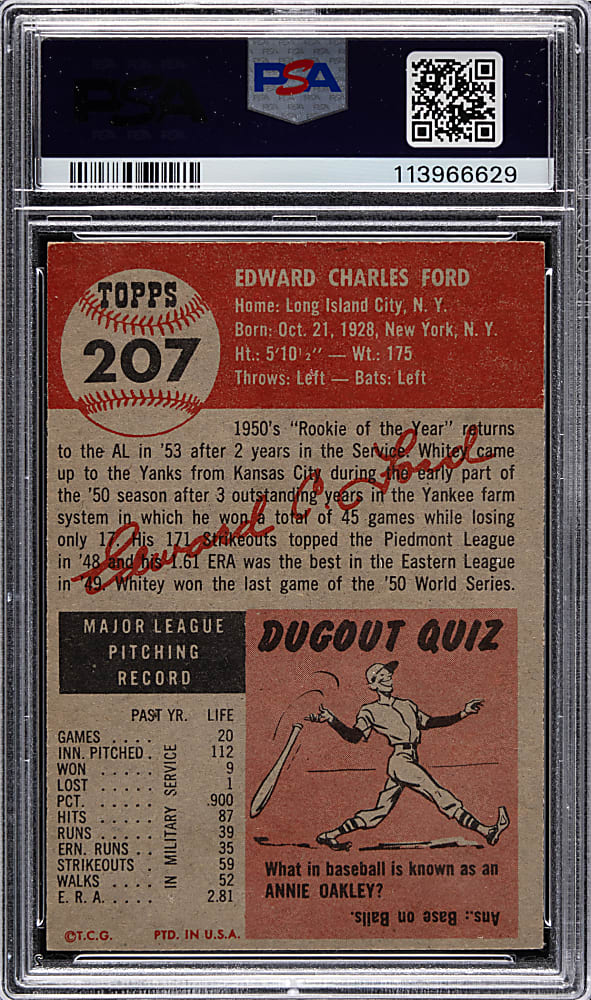 PSA
PSA
113966629
TOPPS
207
EDWARD CHARLES FORD
Home: Long Island City, N. Y.
Born: Oct. 21, 1928, New York, N. Y.
Ht.: 5'10½" — Wt.: 175
Throws: Left — Bats: Left
1950's "Rookie of the Year" returns
to the AL in '53 after 2 years in the Service. Whitey came
up to the Yanks from Kansas City during the early part of
the '50 season after 3 outstanding years in the Yankee farm
system in which he won a total of 45 games while losing
only 17. His 171 Strikeouts topped the Piedmont League
in '48 and his 1.61 ERA was the best in the Eastern League
in '49. Whitey won the last game of the '50 World Series.
Edward C. Ford
MAJOR LEAGUE
PITCHING
RECORD
PAST YR. LIFE
GAMES . . . . . 20
INN. PITCHED . 112
WON . . . . . 9
LOST . . . . . 1
PCT. . . . . . .900
HITS . . . . . 87
RUNS . . . . . 39
ERN. RUNS . . 35
STRIKEOUTS . 59
WALKS . . . . 52
E. R. A. . . . . 2.81
IN MILITARY SERVICE
©T.C.G. PTD. IN U.S.A.
DUGOUT QUIZ
What in baseball is known as an
ANNIE OAKLEY?
Ans.: Base on Balls.